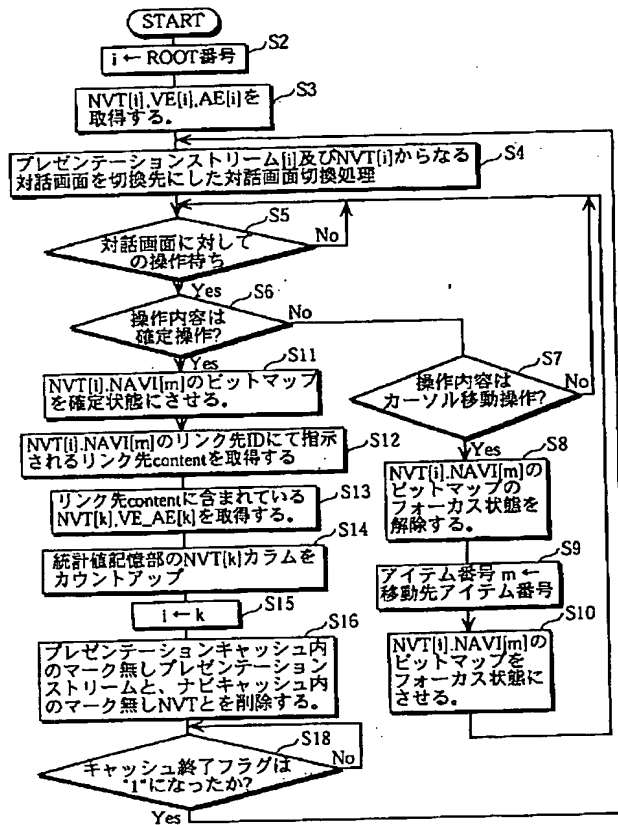 START
S2
i ← ROOT番号
S3
NVT[i].VE[i],AE[i]を
取得する。
S4
プレゼンテーションストリーム[i]及びNVT[i]からなる
対話画面を切換先にした対話画面切換処理
S5
対話画面に対して
の操作待ち
No
Yes
S6
操作内容は
確定操作?
No
Yes
S7
操作内容は
カーソル移動操作?
No
Yes
S8
NVT[i].NAVI[m]の
ビットマップの
フォーカス状態を
解除する。
S9
アイテム番号 m ←
移動先アイテム番号
S10
NVT[i].NAVI[m]の
ビットマップを
フォーカス状態に
させる。
S11
NVT[i].NAVI[m]のビットマップ
を確定状態にさせる。
S12
NVT[i].NAVI[m]のリンク先IDにて指示
されるリンク先contentを取得する
S13
リンク先contentに含まれている
NVT[k],VE_AE[k]を取得する。
S14
統計値記憶部のNVT[k]カラムを
カウントアップ
S15
i ← k
S16
プレゼンテーションキャッシュ内
のマーク無しプレゼンテーション
ストリームと、ナビキャッシュ内
のマーク無しNVTとを削除する。
S18
キャッシュ終了フラグは
"1"になったか?
No
Yes